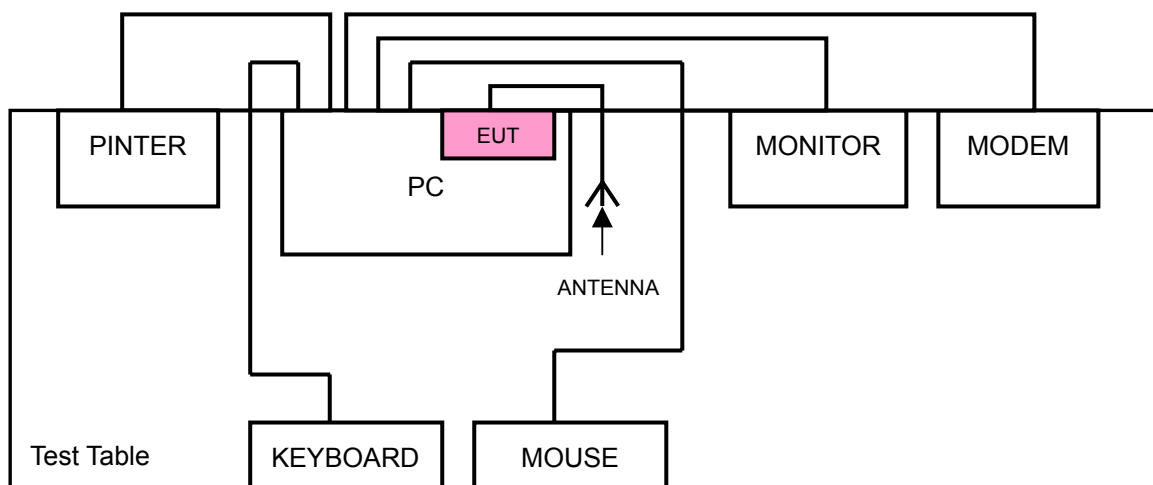 PINTER
EUT
MONITOR
MODEM
PC
ANTENNA
Test Table
KEYBOARD
MOUSE